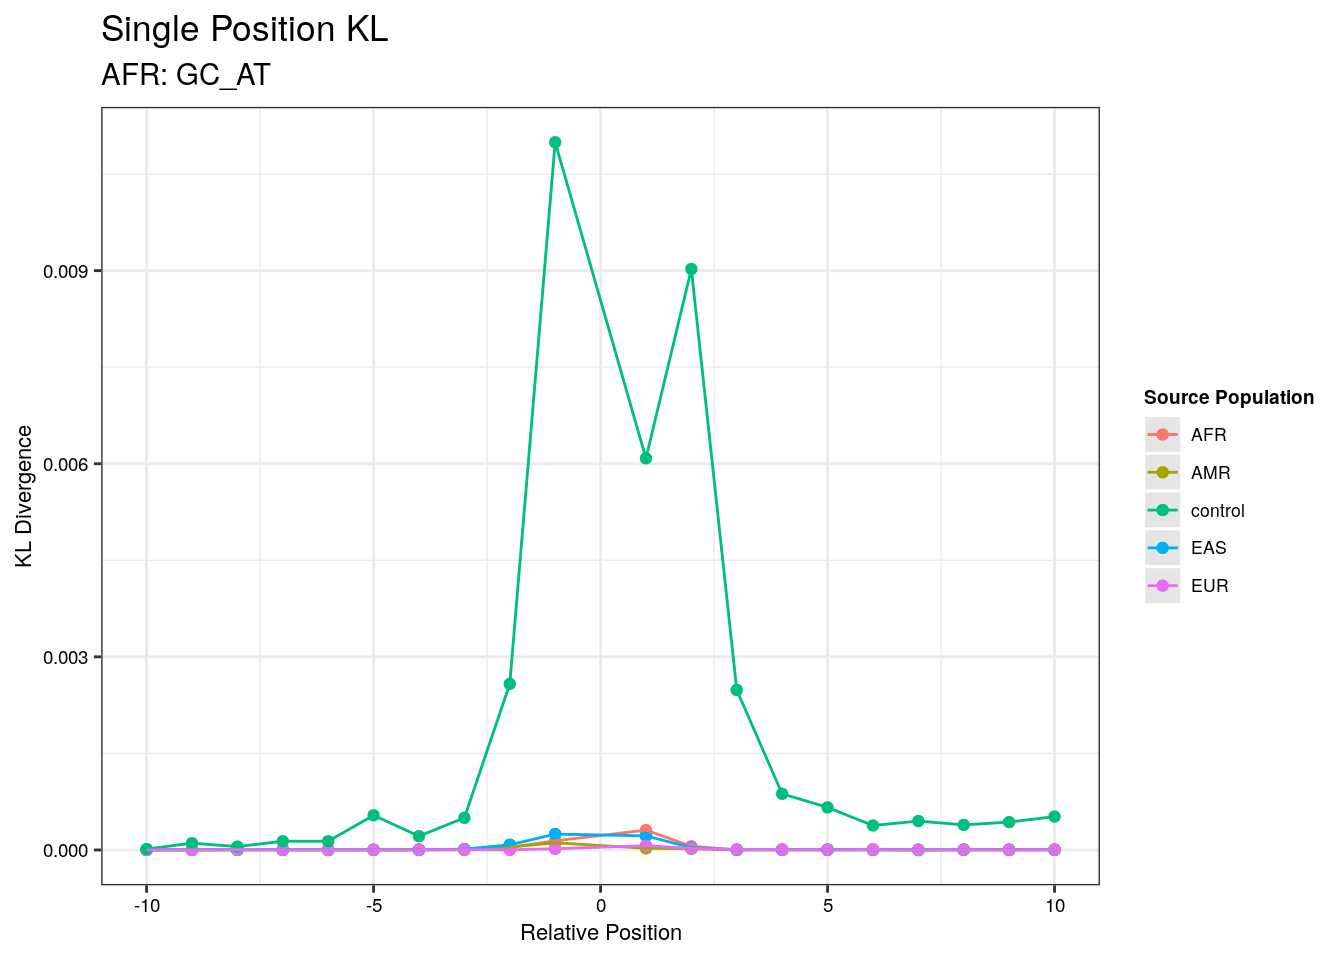 Single Position KL
AFR: GC_AT
KL Divergence
0.009
0.006
0.003
0.000
-10 -5 0 5 10
Relative Position
Source Population
AFR
AMR
control
EAS
EUR